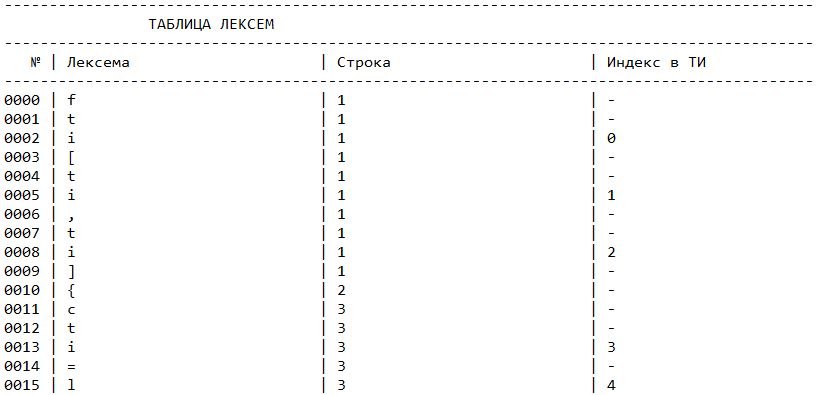 ---------------------------------------------------------------------------------------------
ТАБЛИЦА ЛЕКСЕМ
---------------------------------------------------------------------------------------------
№ | Лексема | Строка | Индекс в ТИ
---------------------------------------------------------------------------------------------
0000 | f | 1 | -
0001 | t | 1 | -
0002 | i | 1 | 0
0003 | [ | 1 | -
0004 | t | 1 | -
0005 | i | 1 | 1
0006 | , | 1 | -
0007 | t | 1 | -
0008 | i | 1 | 2
0009 | ] | 1 | -
0010 | { | 2 | -
0011 | c | 3 | -
0012 | t | 3 | -
0013 | i | 3 | 3
0014 | = | 3 | -
0015 | l | 3 | 4